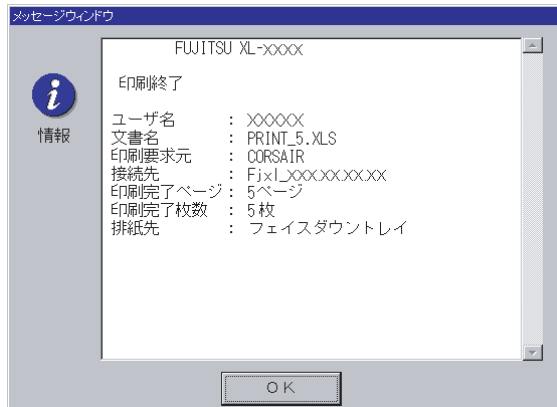 メッセージウィンドウ
FUJITSU XL-XXXX
印刷終了
情報
ユーザ名 : XXXXX
文書名 : PRINT_5.XLS
印刷要求元 : CORSAIR
接続先 : Fjxl_XXX.XX.XX.XX
印刷完了ページ : 5ページ
印刷完了枚数 : 5枚
排紙先 : フェイスダウントレイ
OK